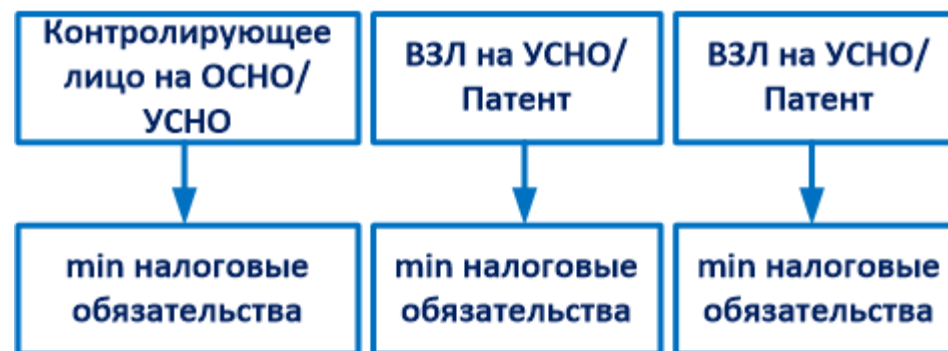 Контролирующее
лицо на ОСНО/
УСНО
ВЗЛ на УСНО/
Патент
ВЗЛ на УСНО/
Патент
min налоговые
обязательства
min налоговые
обязательства
min налоговые
обязательства